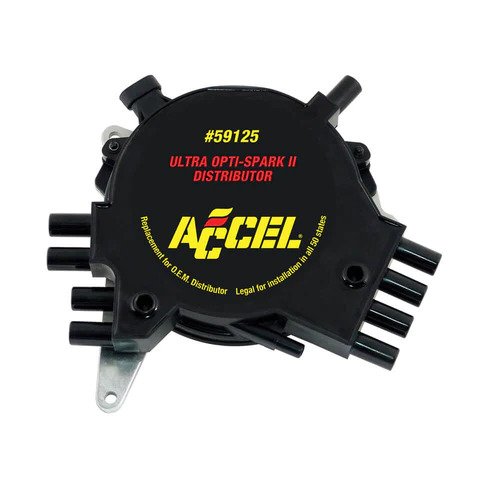 #59125
ULTRA OPTI-SPARK II
DISTRIBUTOR
ACCEL®
Replacement for O.E.M. Distributor Legal for installation in all 50 states